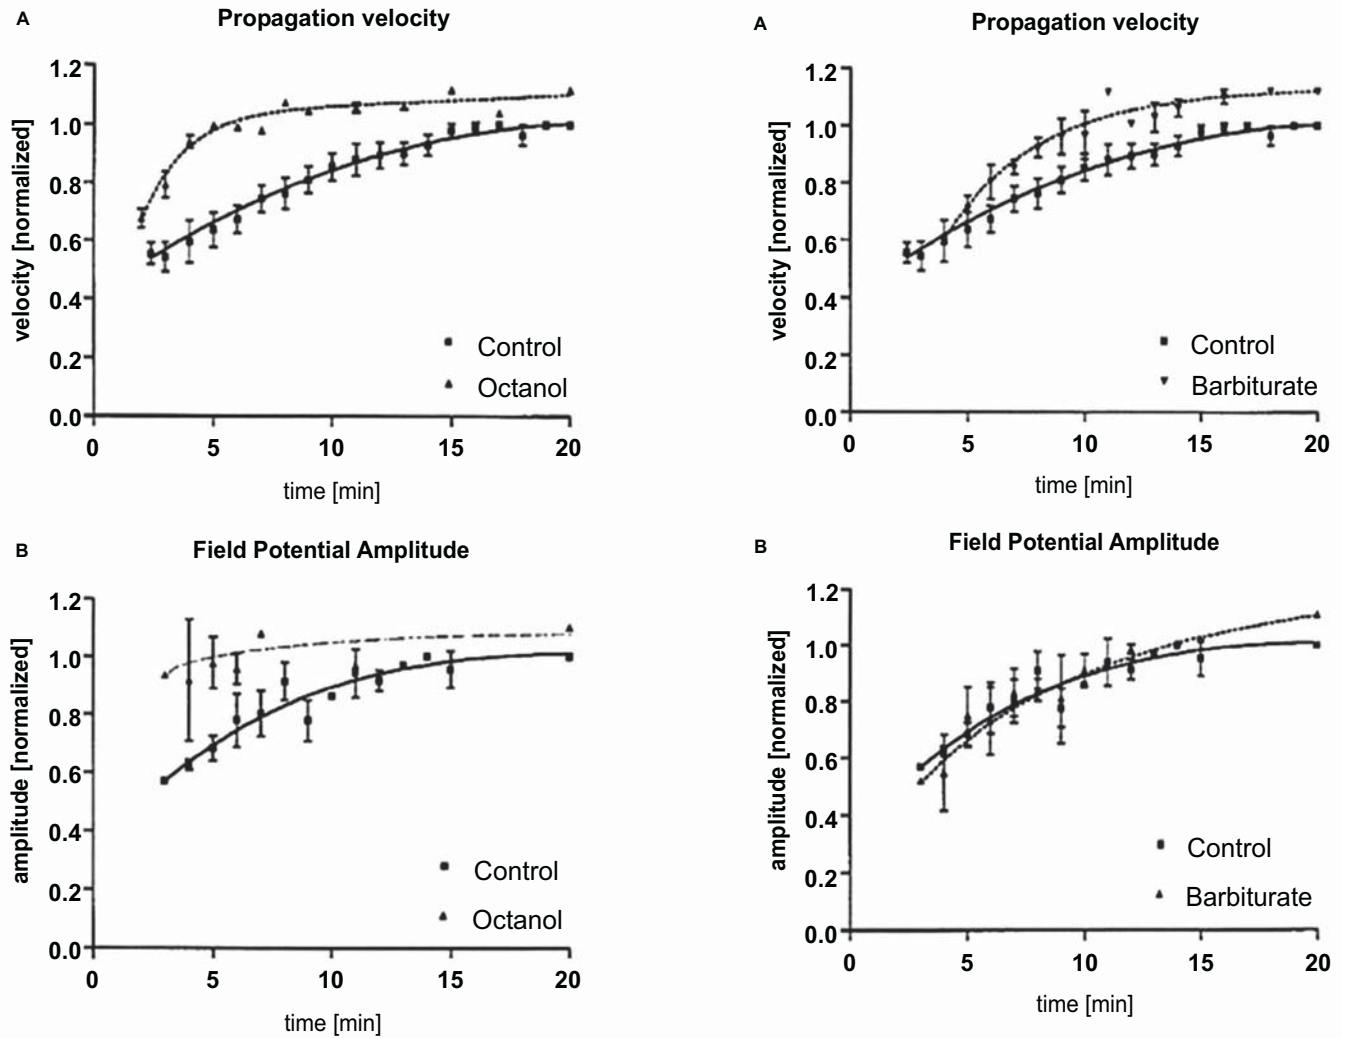 A
Propagation velocity
velocity [normalized]
1.2
1.0
0.8
0.6
0.4
0.2
0.0
Control
Octanol
0 5 10 15 20
time [min]
A
Propagation velocity
velocity [normalized]
1.2
1.0
0.8
0.6
0.4
0.2
0.0
Control
Barbiturate
0 5 10 15 20
time [min]
B
Field Potential Amplitude
amplitude [normalized]
1.2
1.0
0.8
0.6
0.4
0.2
0.0
Control
Octanol
0 5 10 15 20
time [min]
B
Field Potential Amplitude
amplitude [normalized]
1.2
1.0
0.8
0.6
0.4
0.2
0.0
Control
Barbiturate
0 5 10 15 20
time [min]